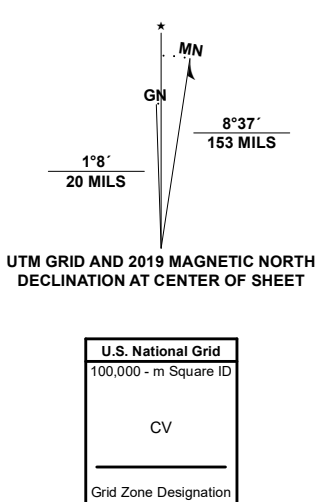 ★
MN
GN
8°37´
153 MILS
1°8´
20 MILS
UTM GRID AND 2019 MAGNETIC NORTH
DECLINATION AT CENTER OF SHEET
U.S. National Grid
100,000 - m Square ID
CV
Grid Zone Designation